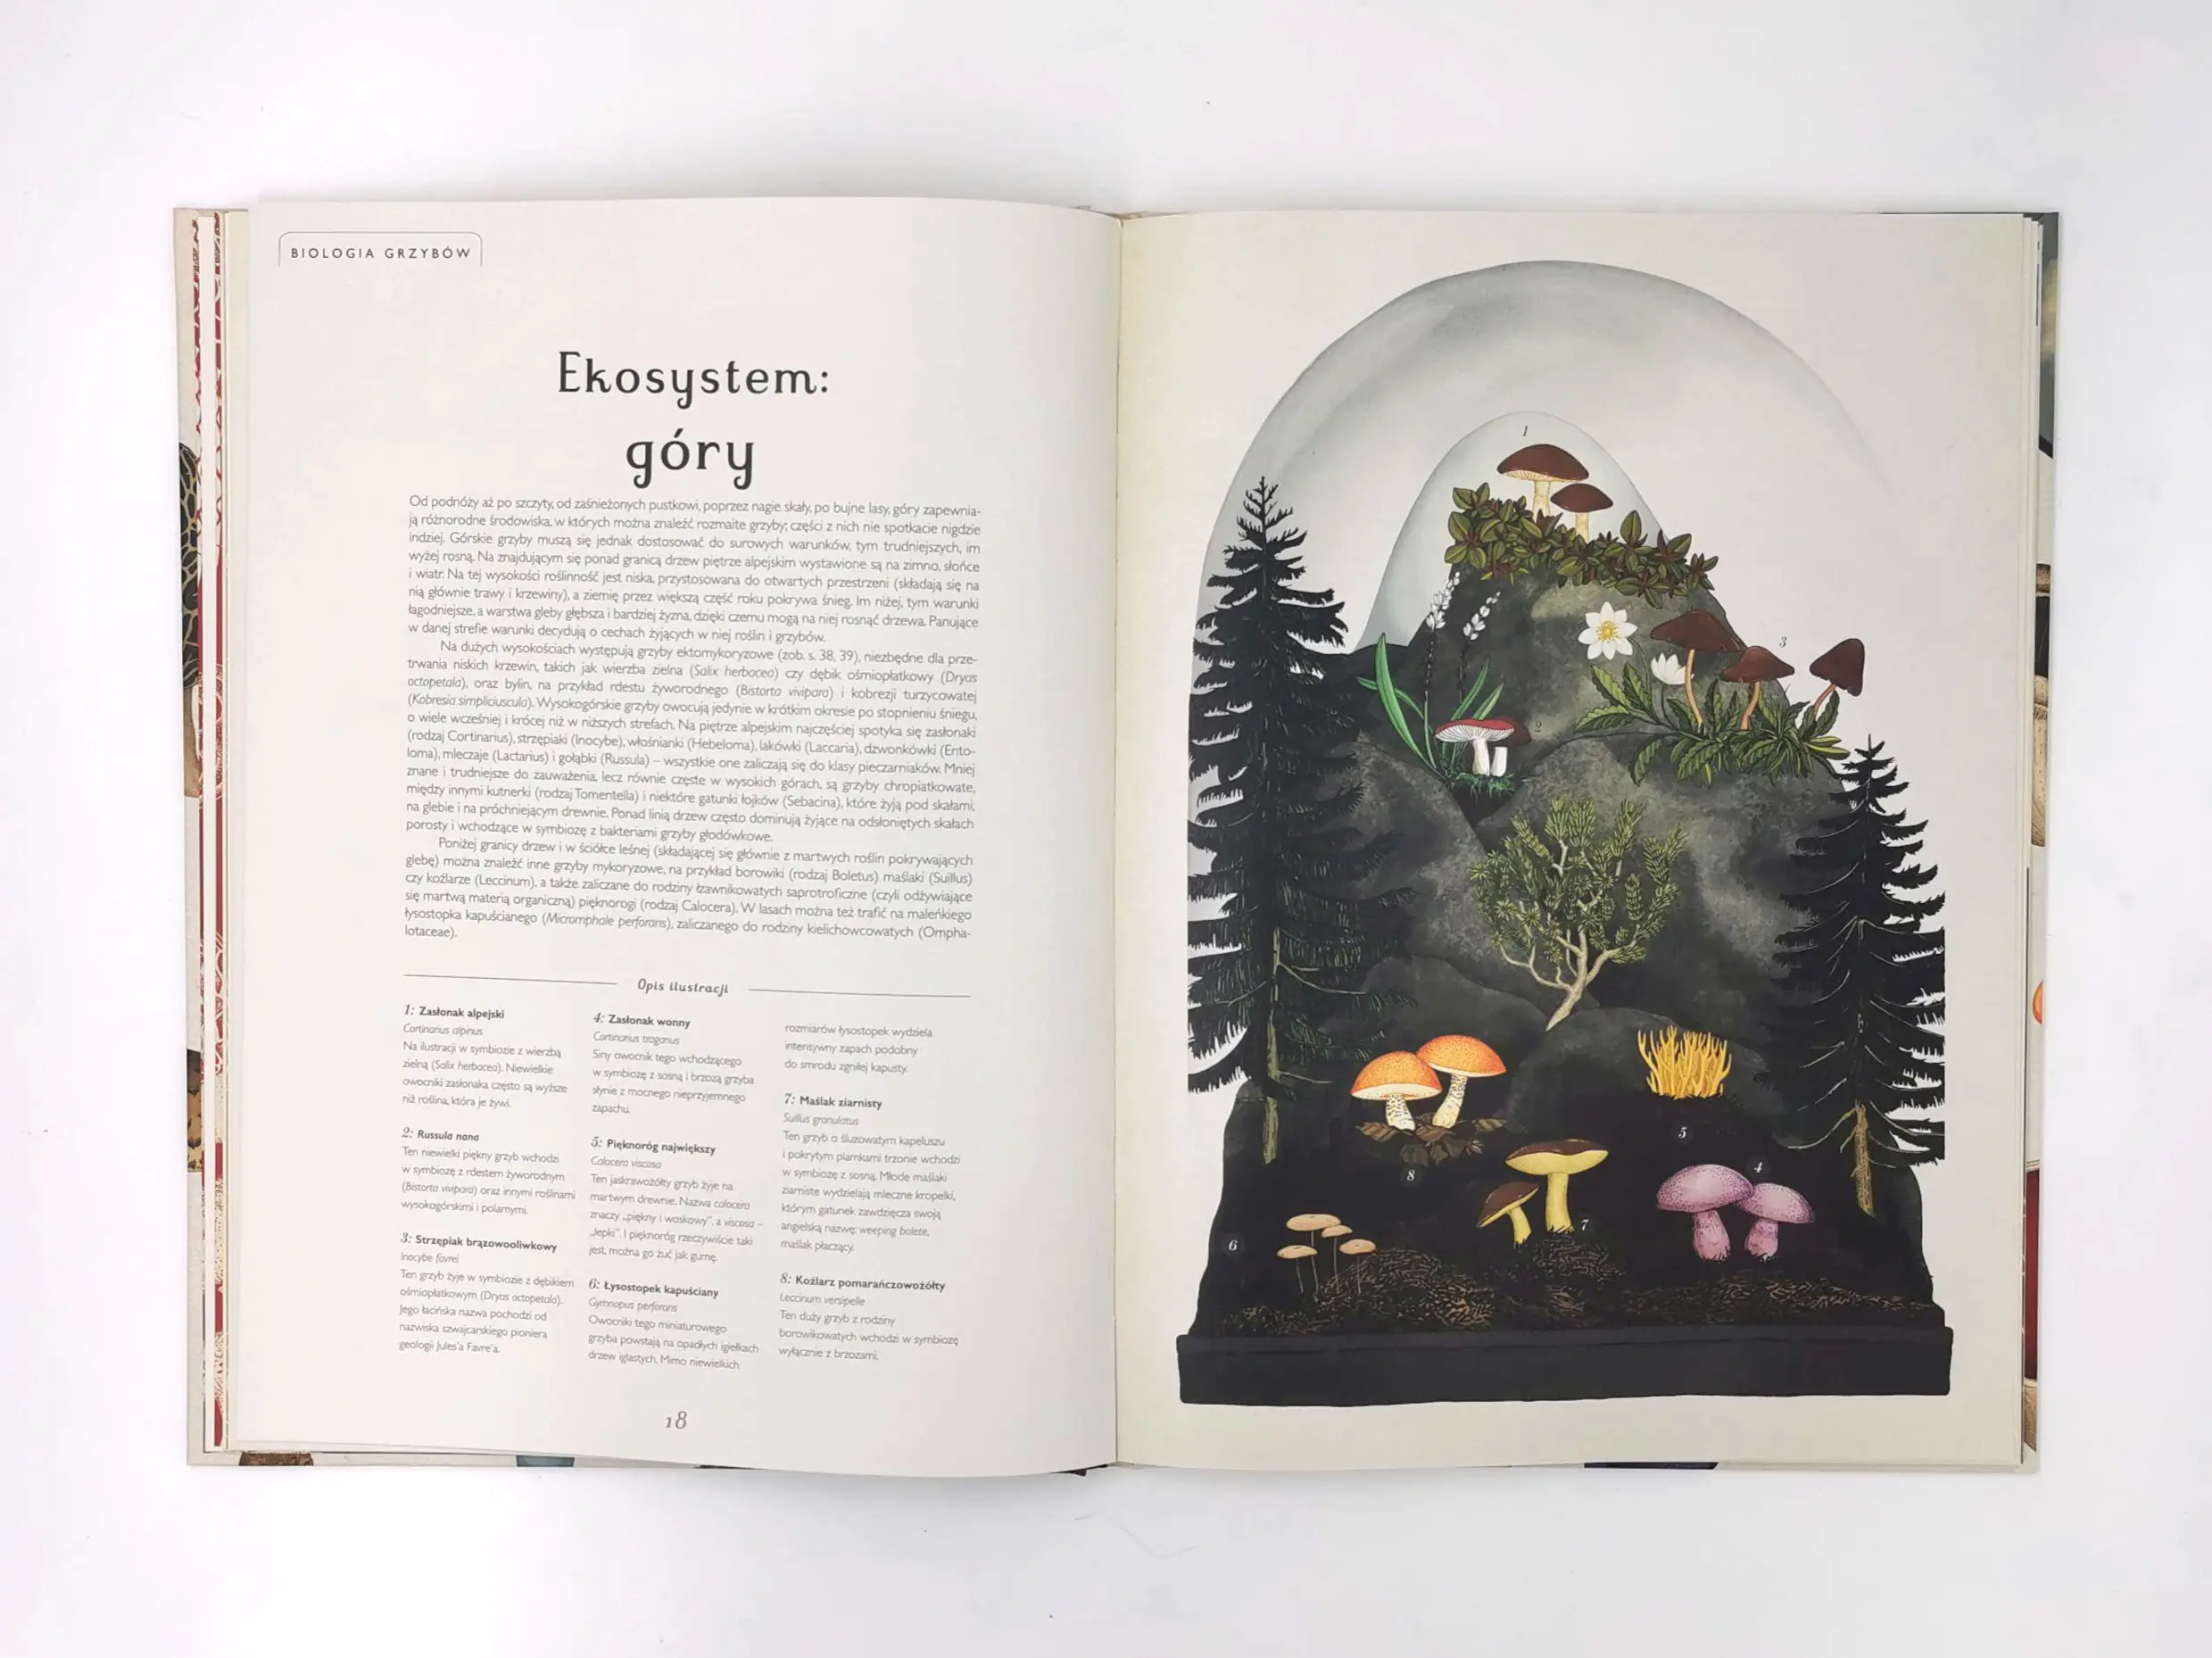 BIOLOGIA GRZYBÓW
Ekosystem:
góry
Od podnóży aż po szczyty, od zaśnieżonych pustkowi, poprzez nagie skały, po bujne lasy, góry zapewnia-
ją różnorodne środowiska, w których można znaleźć rozmaite grzyby; części z nich nie spotkacie nigdzie
indziej. Górskie grzyby muszą się jednak dostosować do surowych warunków, tym trudniejszych, im
wyżej rosną. Na znajdującym się ponad granicą drzew piętrze alpejskim wystawione są na zimno, słońce
i wiatr. Na tej wysokości roślinność jest niska, przystosowana do otwartych przestrzeni (składają się na
nią głównie trawy i krzewiny), a ziemię przez większą część roku pokrywa śnieg. Im niżej, tym warunki
łagodniejsze, a warstwa gleby głębsza i bardziej żyzna, dzięki czemu mogą na niej rosnąć drzewa. Panujące
w danej strefie warunki decydują o cechach żyjących w niej roślin i grzybów.
Na dużych wysokościach występują grzyby ektomykoryzowe (zob. s. 38, 39), niezbędne dla prze-
trwania niskich krzewin, takich jak wierzba zielna (Salix herbacea) czy dębik ośmiopłatkowy (Dryas
octopetala), oraz bylin, na przykład rdestu żyworodnego (Bistorta vivipara) i kobrezji turzycowatej
(Kobresia simpliciuscula). Wysokogórskie grzyby owocują jedynie w krótkim okresie po stopnieniu śniegu,
o wiele wcześniej i krócej niż w niższych strefach. Na piętrze alpejskim najczęściej spotyka się zasłonaki
(rodzaj Cortinarius), strzępiaki (Inocybe), włośnianki (Hebeloma), lakówki (Laccaria), dzwonkówki (Ento-
loma), mleczaje (Lactarius) i gołąbki (Russula) – wszystkie one zaliczają się do klasy pieczarniaków. Mniej
znane i trudniejsze do zauważenia, lecz równie częste w wysokich górach, są grzyby chropiatkowate,
między innymi kutnerki (rodzaj Tomentella) i niektóre gatunki łojków (Sebacina), które żyją pod skałami,
na glebie i na próchniejącym drewnie. Ponad linią drzew często dominują żyjące na odsłoniętych skałach
porosty i wchodzące w symbiozę z bakteriami grzyby głodówkowe.
Poniżej granicy drzew i w ściółce leśnej (składającej się głównie z martwych roślin pokrywających
glebę) można znaleźć inne grzyby mykoryzowe, na przykład borowiki (rodzaj Boletus) maślaki (Suillus)
czy koźlarze (Leccinum), a także zaliczane do rodziny łzawnikowatych saprotroficzne (czyli odżywiające
się martwą materią organiczną) pięknorogi (rodzaj Calocera). W lasach można też trafić na maleńkiego
łysostopka kapuścianego (Micromphale perforans), zaliczanego do rodziny kielichowcowatych (Ompha-
lotaceae).
Opis ilustracji
1: Zasłonak alpejski
Cortinarius alpinus
Na ilustracji w symbiozie z wierzbą
zielną (Salix herbacea). Niewielkie
owocniki zasłonaka często są wyższe
niż roślina, która je żywi.
2: Russula nana
Ten niewielki piękny grzyb wchodzi
w symbiozę z rdestem żyworodnym
(Bistorta vivipara) oraz innymi roślinami
wysokogórskimi i polarnymi.
3: Strzępiak brązowooliwkowy
Inocybe favrei
Ten grzyb żyje w symbiozie z dębikiem
ośmiopłatkowym (Dryas octopetala).
Jego łacińska nazwa pochodzi od
nazwiska szwajcarskiego pioniera
geologii Jules'a Favre'a.
4: Zasłonak wonny
Cortinarius traganus
Siny owocnik tego wchodzącego
w symbiozę z sosną i brzozą grzyba
słynie z mocnego nieprzyjemnego
zapachu.
5: Pięknoróg największy
Calocera viscosa
Ten jaskrawożółty grzyb żyje na
martwym drewnie. Nazwa calocera
znaczy „piękny i woskowy”, a viscosa –
„lepki”. I pięknoróg rzeczywiście taki
jest, można go żuć jak gumę.
6: Łysostopek kapuściany
Gymnopus perforans
Owocniki tego miniaturowego
grzyba powstają na opadłych igiełkach
drzew iglastych. Mimo niewielkich
rozmiarów łysostopek wydziela
intensywny zapach podobny
do smrodu zgniłej kapusty.
7: Maślak ziarnisty
Suillus granulatus
Ten grzyb o śluzowatym kapeluszu
i pokrytym plamkami trzonie wchodzi
w symbiozę z sosną. Młode maślaki
ziarniste wydzielają mleczne kropelki,
którym gatunek zawdzięcza swoją
angielską nazwę: weeping bolete,
maślak płaczący.
8: Koźlarz pomarańczowożółty
Leccinum versipelle
Ten duży grzyb z rodziny
borowikowatych wchodzi w symbiozę
wyłącznie z brzozami.
18
1
2
3
4
5
6
7
8